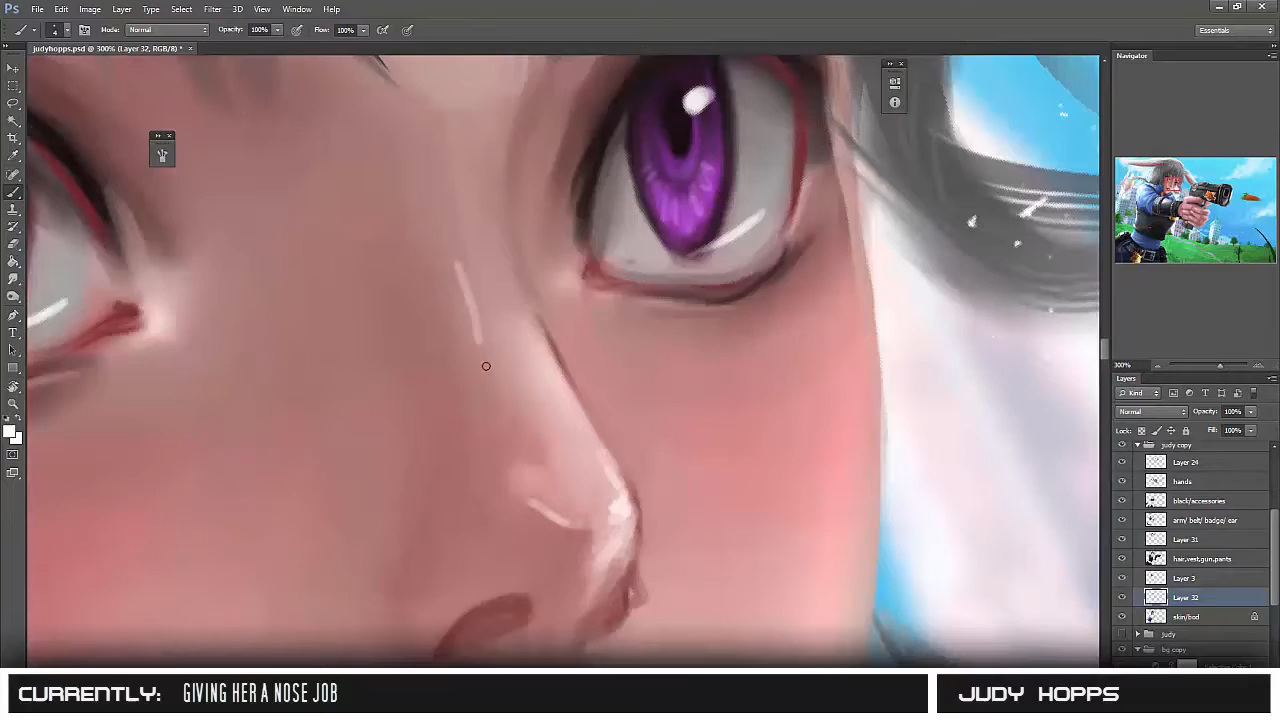 Ps File Edit Image Layer Type Select Filter 3D View Window Help
4 Mode: Normal Opacity: 100% Flow: 100% Essentials
judyhopps.psd @ 300% (Layer 32, RGB/8) *
Navigator
300%
Layers
Kind
Normal Opacity: 100%
Lock: Fill: 100%
judy copy
Layer 24
hands
black/accessories
arm/ belt/ badge/ ear
Layer 31
hair,vest,gun,pants
Layer 3
Layer 32
skin/bod
judy
bg copy
CURRENTLY: GIVING HER A NOSE JOB
JUDY HOPPS